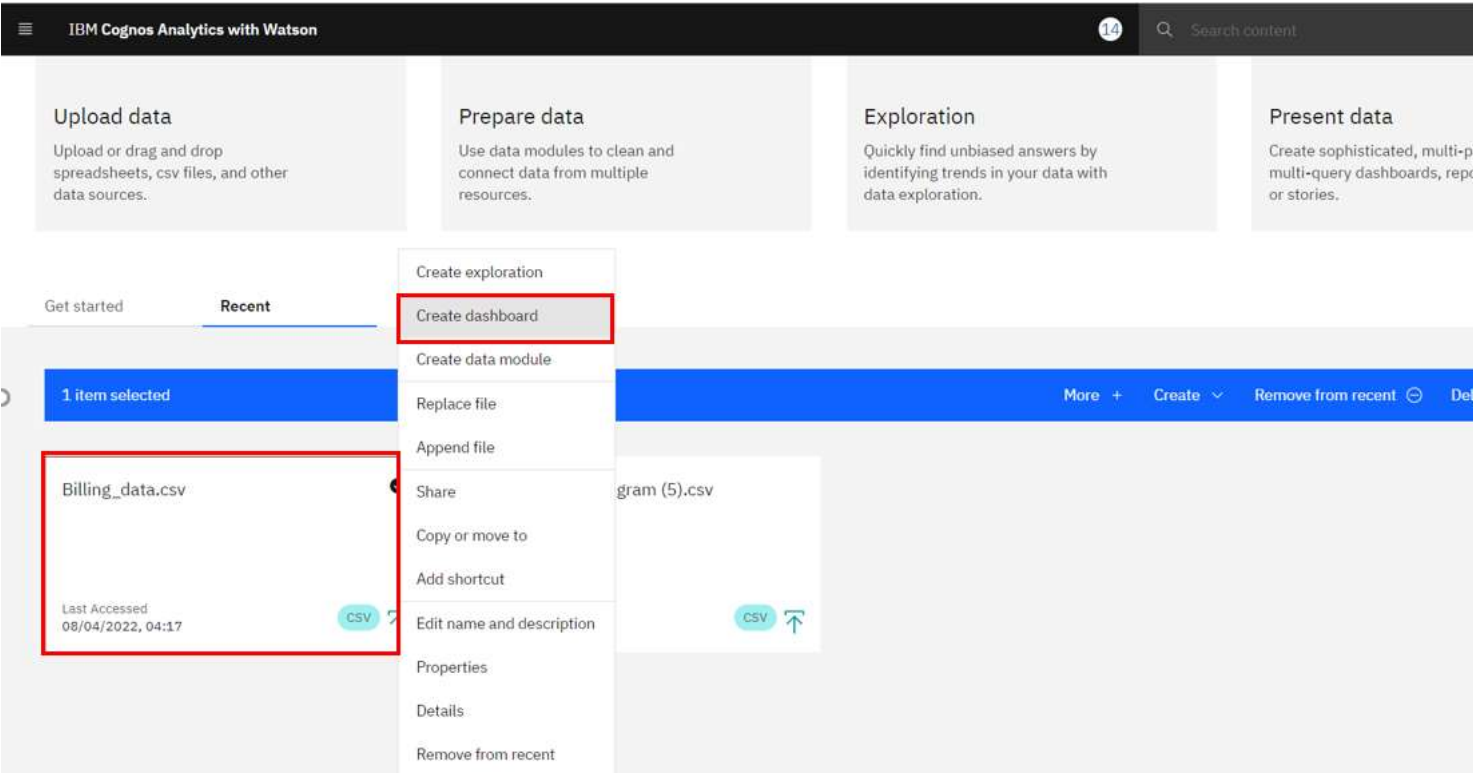 IBM Cognos Analytics with Watson
14
Search content
Upload data
Upload or drag and drop
spreadsheets, csv files, and other
data sources.
Prepare data
Use data modules to clean and
connect data from multiple
resources.
Exploration
Quickly find unbiased answers by
identifying trends in your data with
data exploration.
Present data
Create sophisticated, multi-p
multi-query dashboards, repo
or stories.
Get started
Recent
Create exploration
Create dashboard
Create data module
Replace file
Append file
Share
Copy or move to
Add shortcut
Edit name and description
Properties
Details
Remove from recent
1 item selected
More +
Create
Remove from recent
Del
Billing_data.csv
Last Accessed
08/04/2022, 04:17
CSV
gram (5).csv
CSV